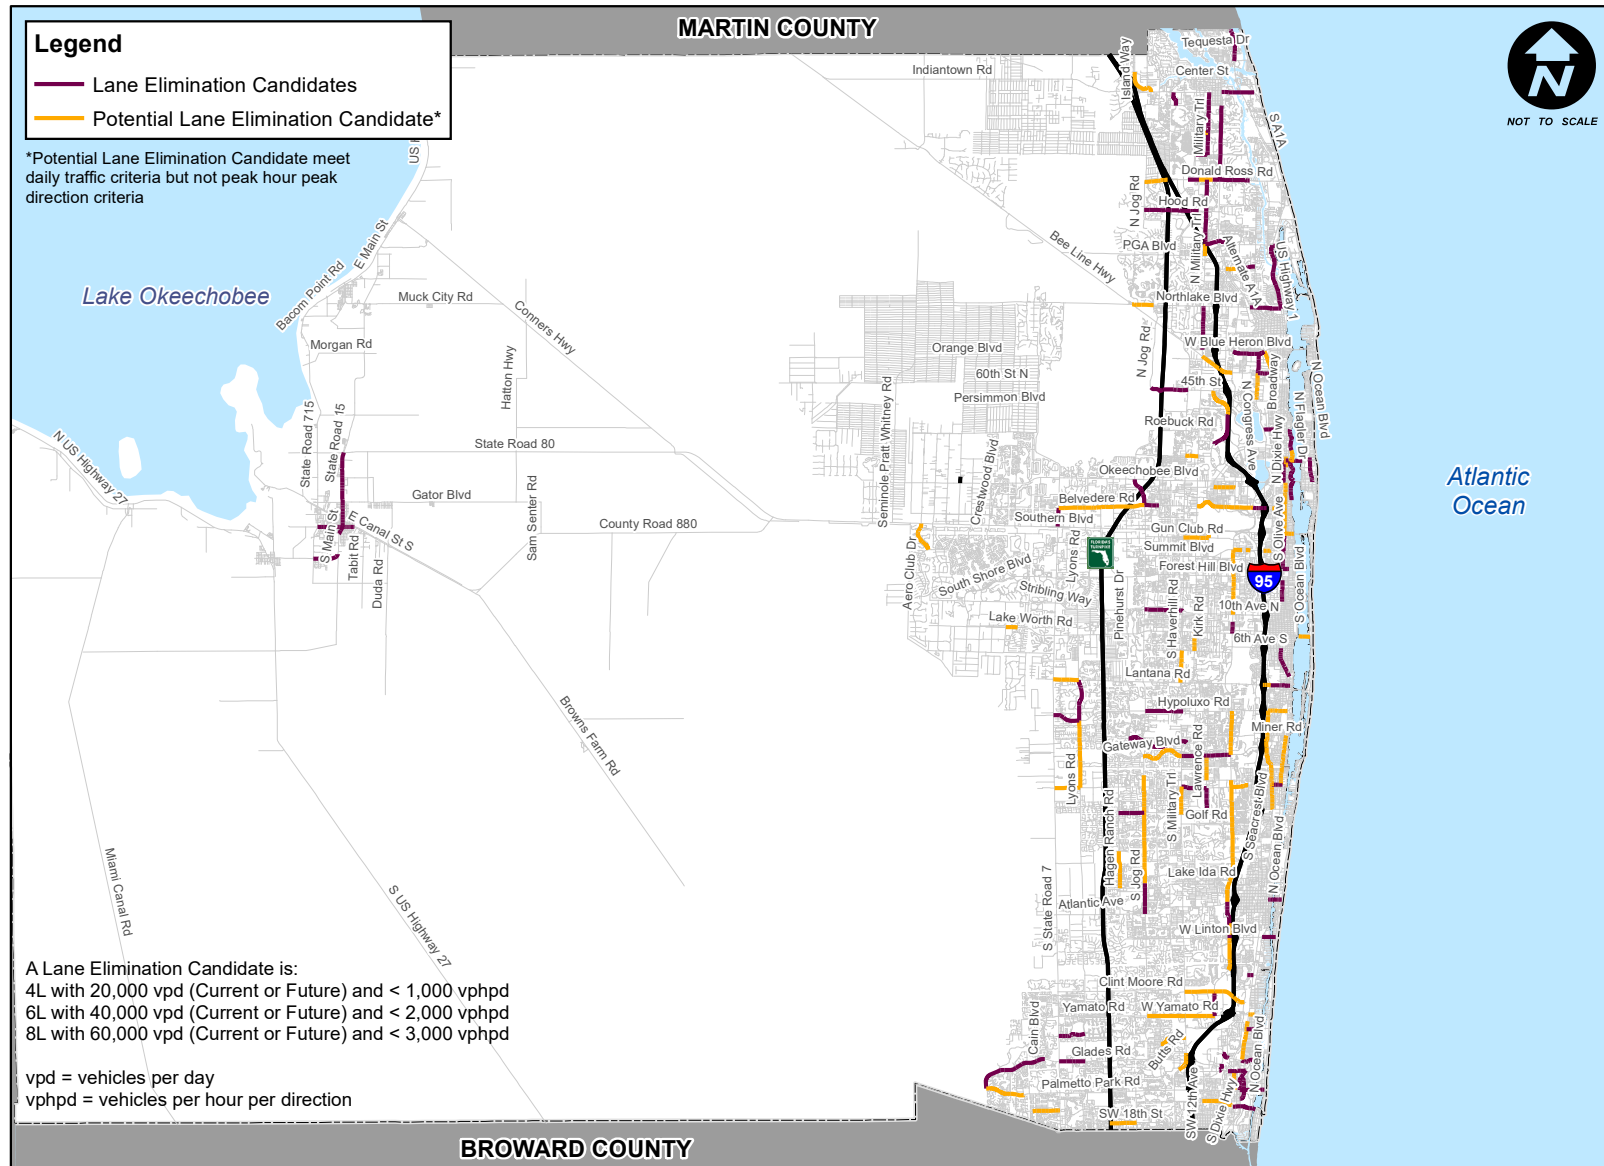 MARTIN COUNTY
Legend
Lane Elimination Candidates
Potential Lane Elimination Candidate*
*Potential Lane Elimination Candidate meet
daily traffic criteria but not peak hour peak
direction criteria
N
NOT TO SCALE
Tequesta Dr
Island Way
Indiantown Rd
Center St
S A1A
Military Trl
Donald Ross Rd
N Jog Rd
Hood Rd
US H
E Main St
Bee Line Hwy
PGA Blvd
N Military Trl
Alternate A1A
US Highway 1
Bacom Point Rd
Lake Okeechobee
Muck City Rd
Conners Hwy
Northlake Blvd
Morgan Rd
Orange Blvd
N Jog Rd
W Blue Heron Blvd
Hatton Hwy
60th St N
45th St
Persimmon Blvd
Seminole Pratt Whitney Rd
N Congress Ave
Broadway
N Ocean Blvd
N Flagler Dr
State Road 715
State Road 15
Roebuck Rd
N Dixie Hwy
N US Highway 27
State Road 80
Crestwood Blvd
Okeechobee Blvd
Atlantic
Ocean
Gator Blvd
Sam Senter Rd
Belvedere Rd
Southern Blvd
E Canal St S
S Main St
County Road 880
Gun Club Rd
Olive Ave
Tabit Rd
Lyons Rd
Summit Blvd
Duda Rd
Aero Club Dr
South Shore Blvd
Forest Hill Blvd
95
Pinehurst Dr
Stribling Way
S Haverhill Rd
Kirk Rd
10th Ave N
S Ocean Blvd
Lake Worth Rd
6th Ave S
Lantana Rd
Browns Farm Rd
Hypoluxo Rd
Miner Rd
Gateway Blvd
Lawrence Rd
Lyons Rd
Hagen Ranch Rd
S Military Trl
Golf Rd
S Seacrest Blvd
N Ocean Blvd
Miami Canal Rd
S US Highway 27
S Jog Rd
Lake Ida Rd
S State Road 7
Atlantic Ave
W Linton Blvd
A Lane Elimination Candidate is:
4L with 20,000 vpd (Current or Future) and < 1,000 vphpd
6L with 40,000 vpd (Current or Future) and < 2,000 vphpd
8L with 60,000 vpd (Current or Future) and < 3,000 vphpd
vpd = vehicles per day
vphpd = vehicles per hour per direction
Clint Moore Rd
Yamato Rd
W Yamato Rd
Cain Blvd
Glades Rd
Butts Rd
N Ocean Blvd
Palmetto Park Rd
SW 18th St
SW 12th Ave
S Dixie Hwy
BROWARD COUNTY